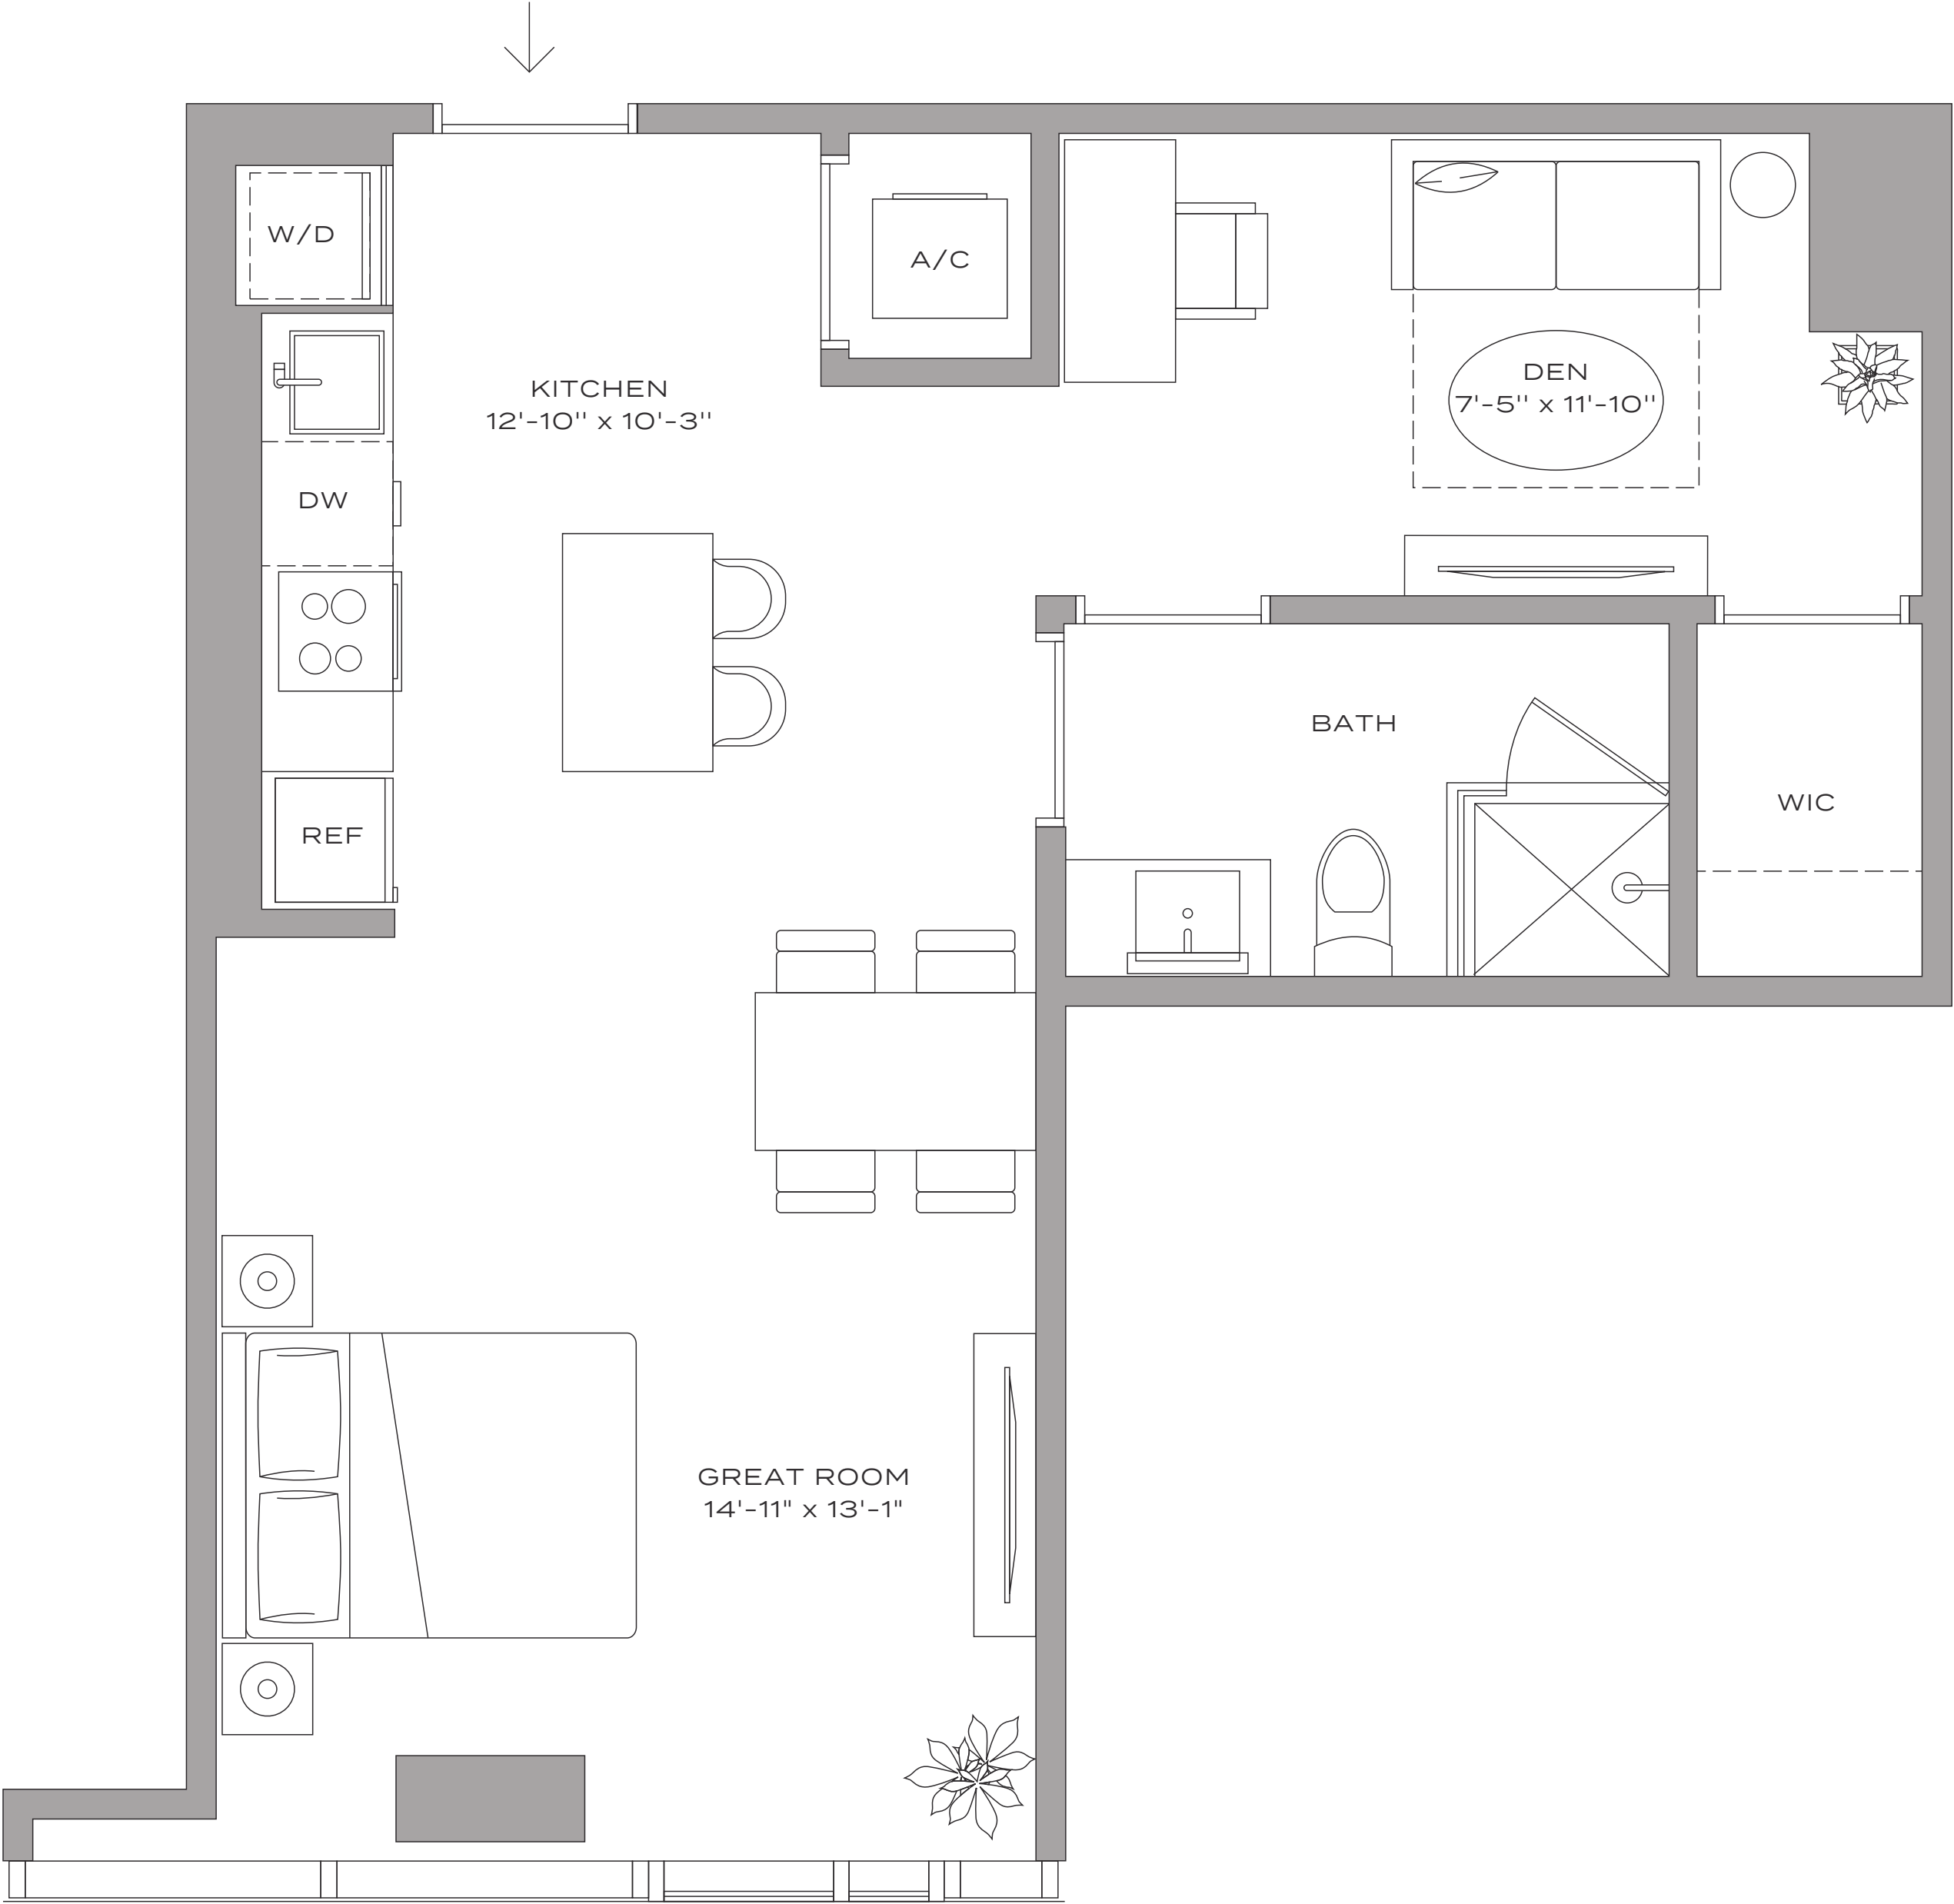 W/D
A/C
KITCHEN
12'-10" x 10'-3"
DEN
7'-5" x 11'-10"
DW
BATH
WIC
REF
GREAT ROOM
14'-11" x 13'-1"